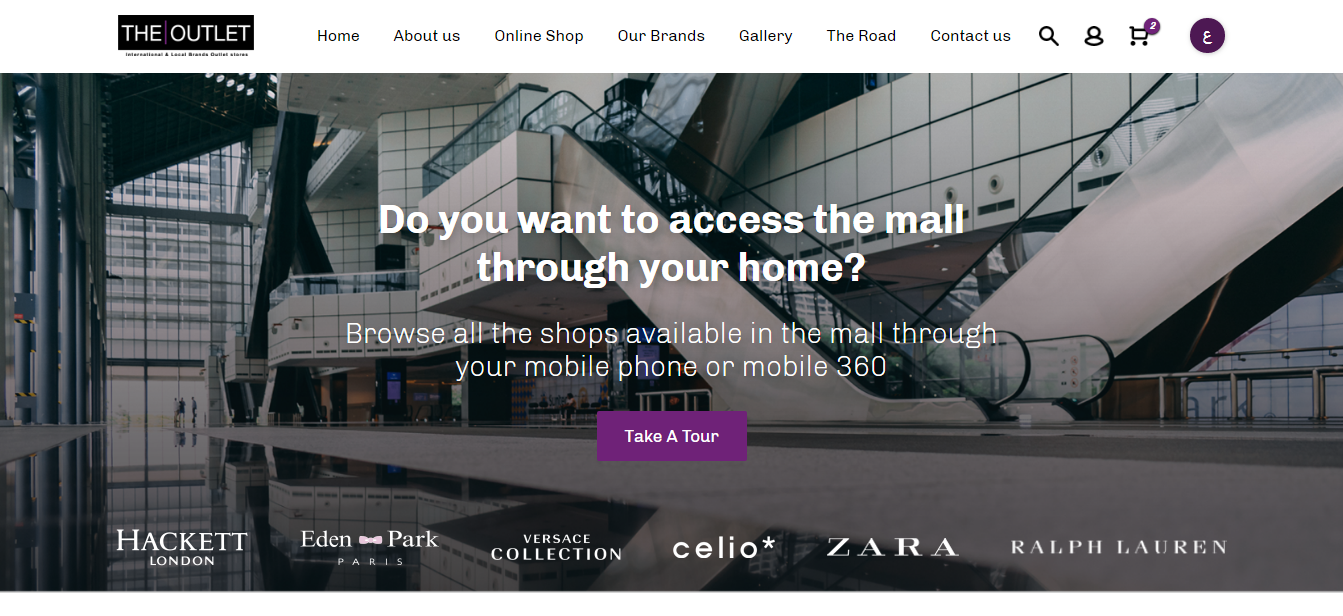 THE OUTLET
International & Local Brands Outlet stores
Home
About us
Online Shop
Our Brands
Gallery
The Road
Contact us
2
ع
Do you want to access the mall
through your home?
Browse all the shops available in the mall through
your mobile phone or mobile 360
Take A Tour
HACKETT
LONDON
Eden Park
PARIS
VERSACE
COLLECTION
celio*
ZARA
RALPH LAUREN